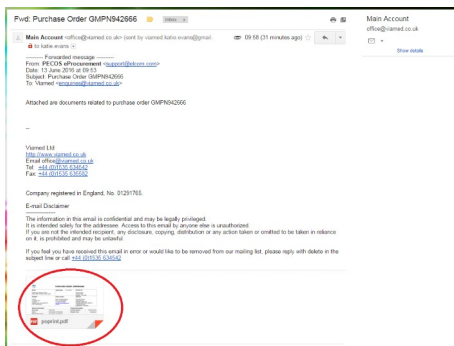 Fwd: Purchase Order GMPN942666
Inbox x
Main Account <office@viamed.co.uk> (sent by viamed.katie.evans@gmail.
09:58 (31 minutes ago)
to katie evans
---------- Forwarded message ----------
From: PECOS eProcurement <support@elcom.com>
Date: 13 June 2016 at 09:53
Subject: Purchase Order GMPN942666
To: Viamed <enquiries@viamed.co.uk>
Attached are documents related to purchase order GMPN942666
--
Viamed Ltd
http://www.viamed.co.uk
Email office@viamed.co.uk
Tel: +44 (0)1535 634542
Fax: +44 (0)1535 635582
Company registered in England, No. 01291765.
E-mail Disclaimer
The information in this email is confidential and may be legally privileged.
It is intended solely for the addressee. Access to this email by anyone else is unauthorized.
If you are not the intended recipient, any disclosure, copying, distribution or any action taken or omitted to be taken in reliance
on it, is prohibited and may be unlawful.
If you feel you have received this email in error or would like to be removed from our mailing list, please reply with delete in the
subject line or call +44 (0)1535 634542
poprint.pdf
Main Account
office@viamed.co.uk
Show details